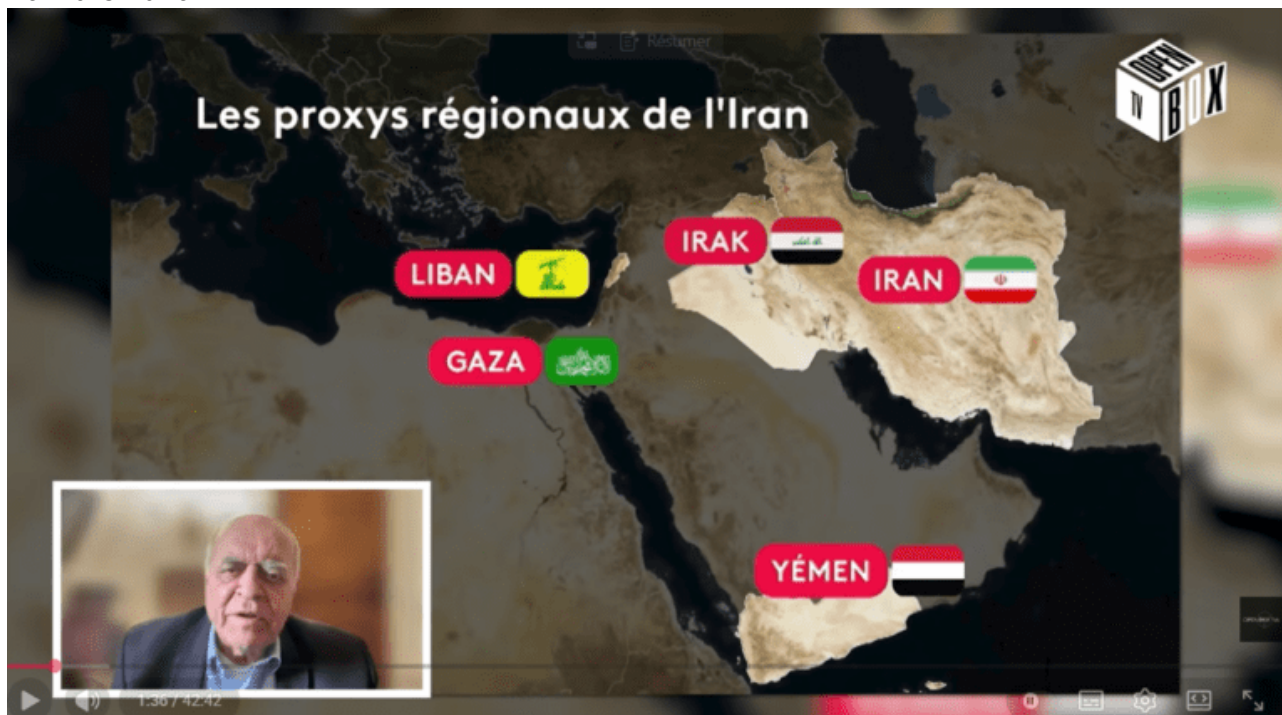 Résumer
OPEN
TV BOX
Les proxys régionaux de l'Iran
IRAK
LIBAN
IRAN
GAZA
YÉMEN
1:36 / 42:42